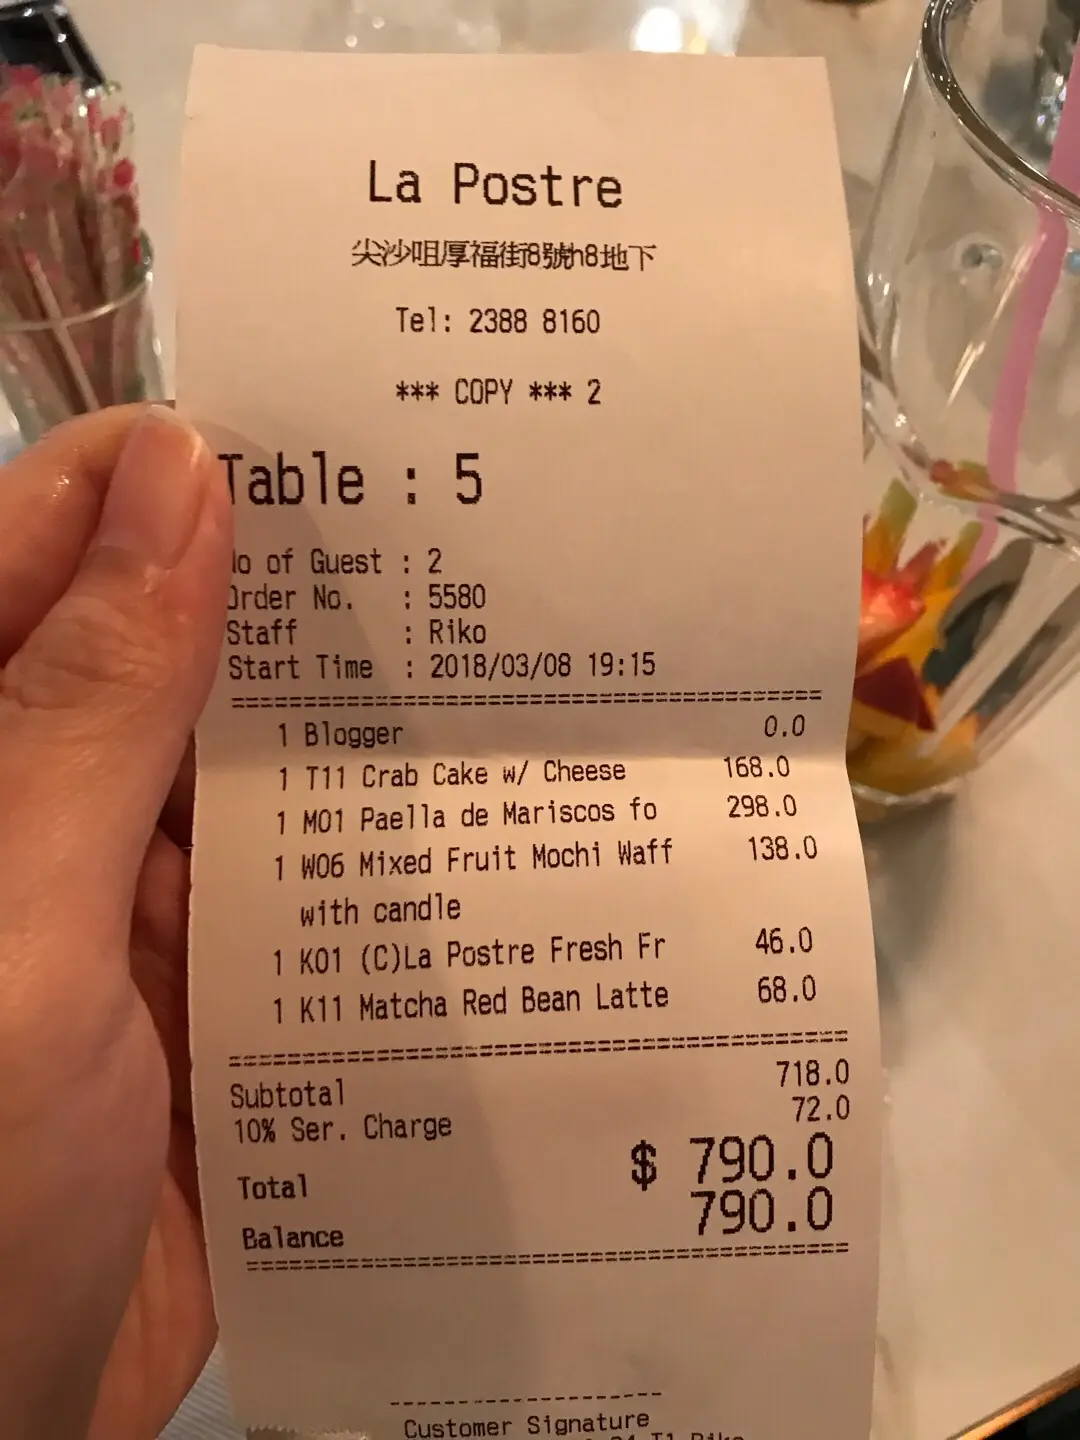 La Postre
尖沙咀厚福街8號h8地下
Tel: 2388 8160
*** COPY *** 2
Table : 5
No of Guest : 2
Order No. : 5580
Staff : Riko
Start Time : 2018/03/08 19:15
1 Blogger 0.0
1 T11 Crab Cake w/ Cheese 168.0
1 M01 Paella de Mariscos fo 298.0
1 W06 Mixed Fruit Mochi Waff 138.0
with candle
1 K01 (C)La Postre Fresh Fr 46.0
1 K11 Matcha Red Bean Latte 68.0
Subtotal 718.0
10% Ser. Charge 72.0
Total $ 790.0
Balance 790.0
Customer Signature